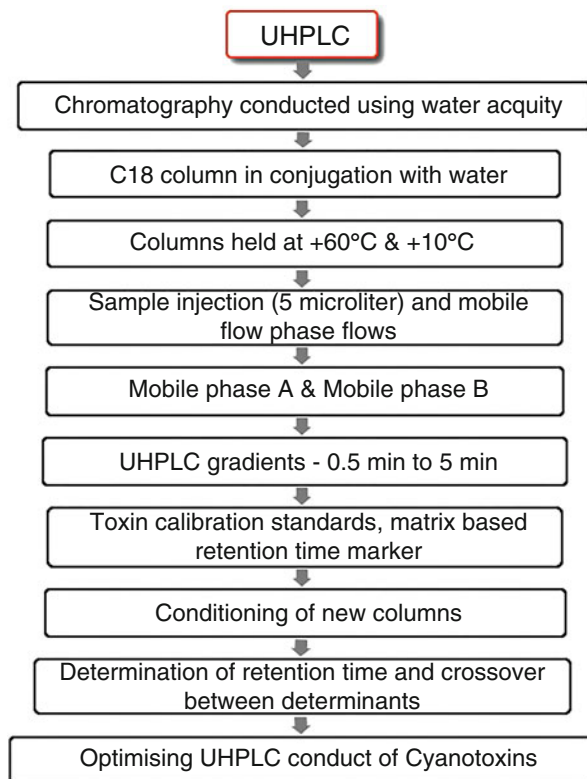 UHPLC
Chromatography conducted using water acquity
C18 column in conjugation with water
Columns held at +60°C & +10°C
Sample injection (5 microliter) and mobile
flow phase flows
Mobile phase A & Mobile phase B
UHPLC gradients - 0.5 min to 5 min
Toxin calibration standards, matrix based
retention time marker
Conditioning of new columns
Determination of retention time and crossover
between determinants
Optimising UHPLC conduct of Cyanotoxins